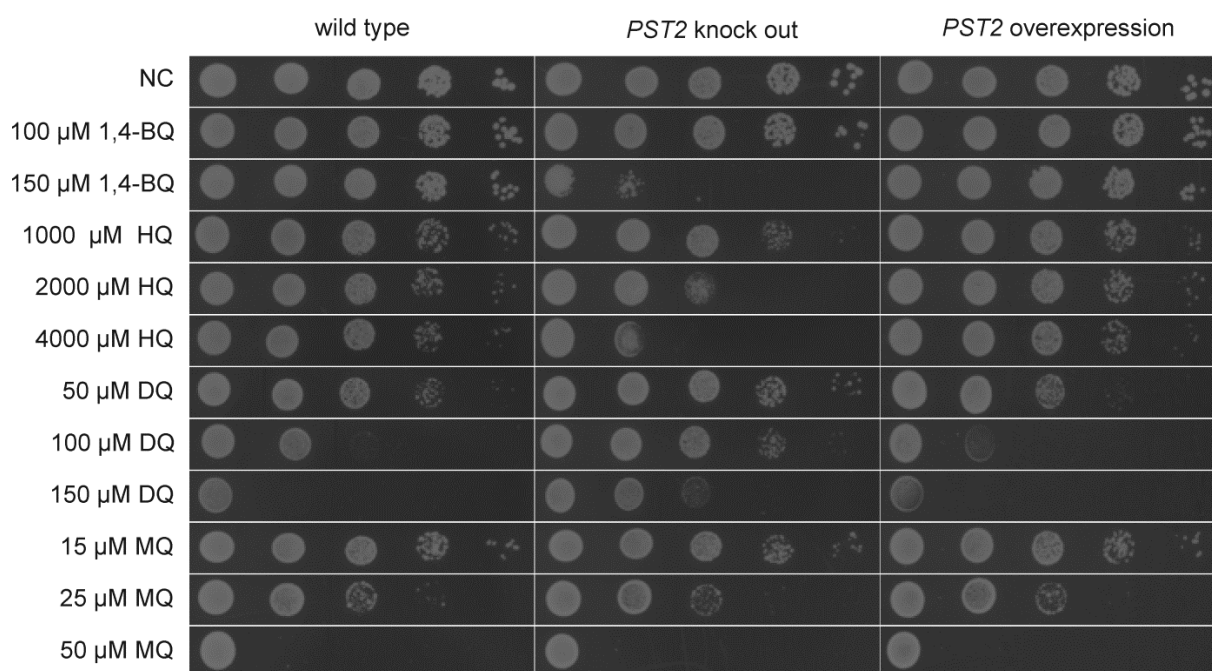 wild type PST2 knock out PST2 overexpression
NC
100 µM 1,4-BQ
150 µM 1,4-BQ
1000 µM HQ
2000 µM HQ
4000 µM HQ
50 µM DQ
100 µM DQ
150 µM DQ
15 µM MQ
25 µM MQ
50 µM MQ